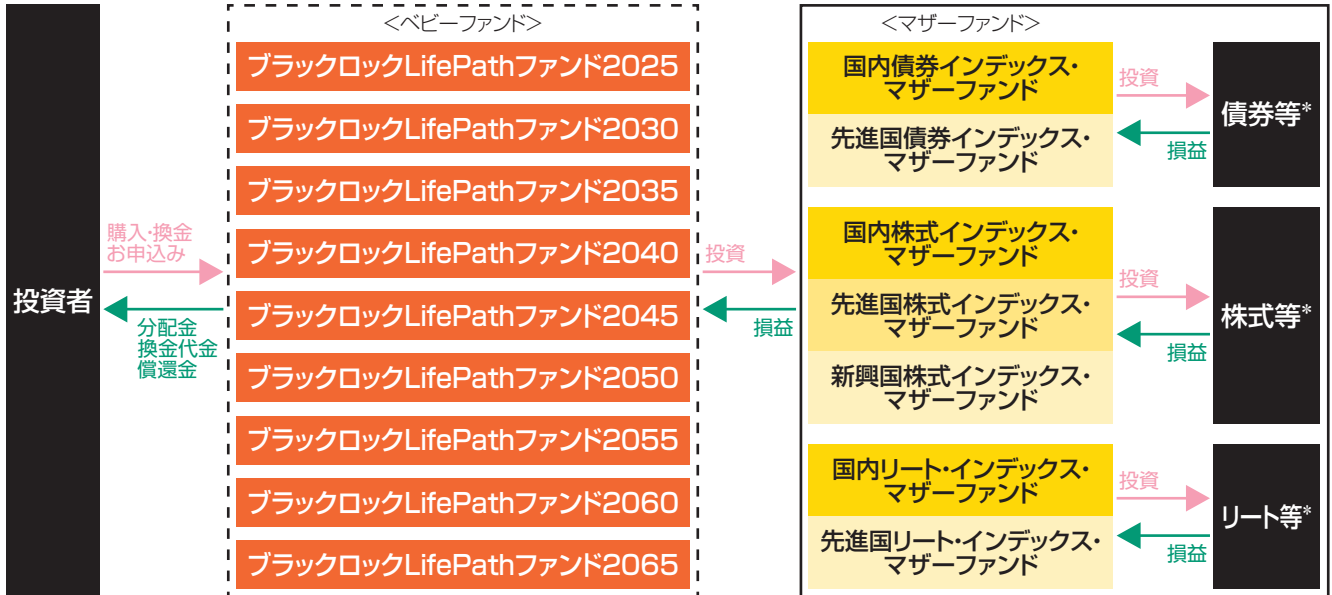 投資者
購入・換金
お申込み
分配金
換金代金
償還金
<ベビーファンド>
ブラックロックLifePathファンド2025
ブラックロックLifePathファンド2030
ブラックロックLifePathファンド2035
ブラックロックLifePathファンド2040
ブラックロックLifePathファンド2045
ブラックロックLifePathファンド2050
ブラックロックLifePathファンド2055
ブラックロックLifePathファンド2060
ブラックロックLifePathファンド2065
投資
損益
<マザーファンド>
国内債券インデックス・
マザーファンド
先進国債券インデックス・
マザーファンド
投資
損益
債券等*
国内株式インデックス・
マザーファンド
先進国株式インデックス・
マザーファンド
新興国株式インデックス・
マザーファンド
投資
損益
株式等*
国内リート・インデックス・
マザーファンド
先進国リート・インデックス・
マザーファンド
投資
損益
リート等*